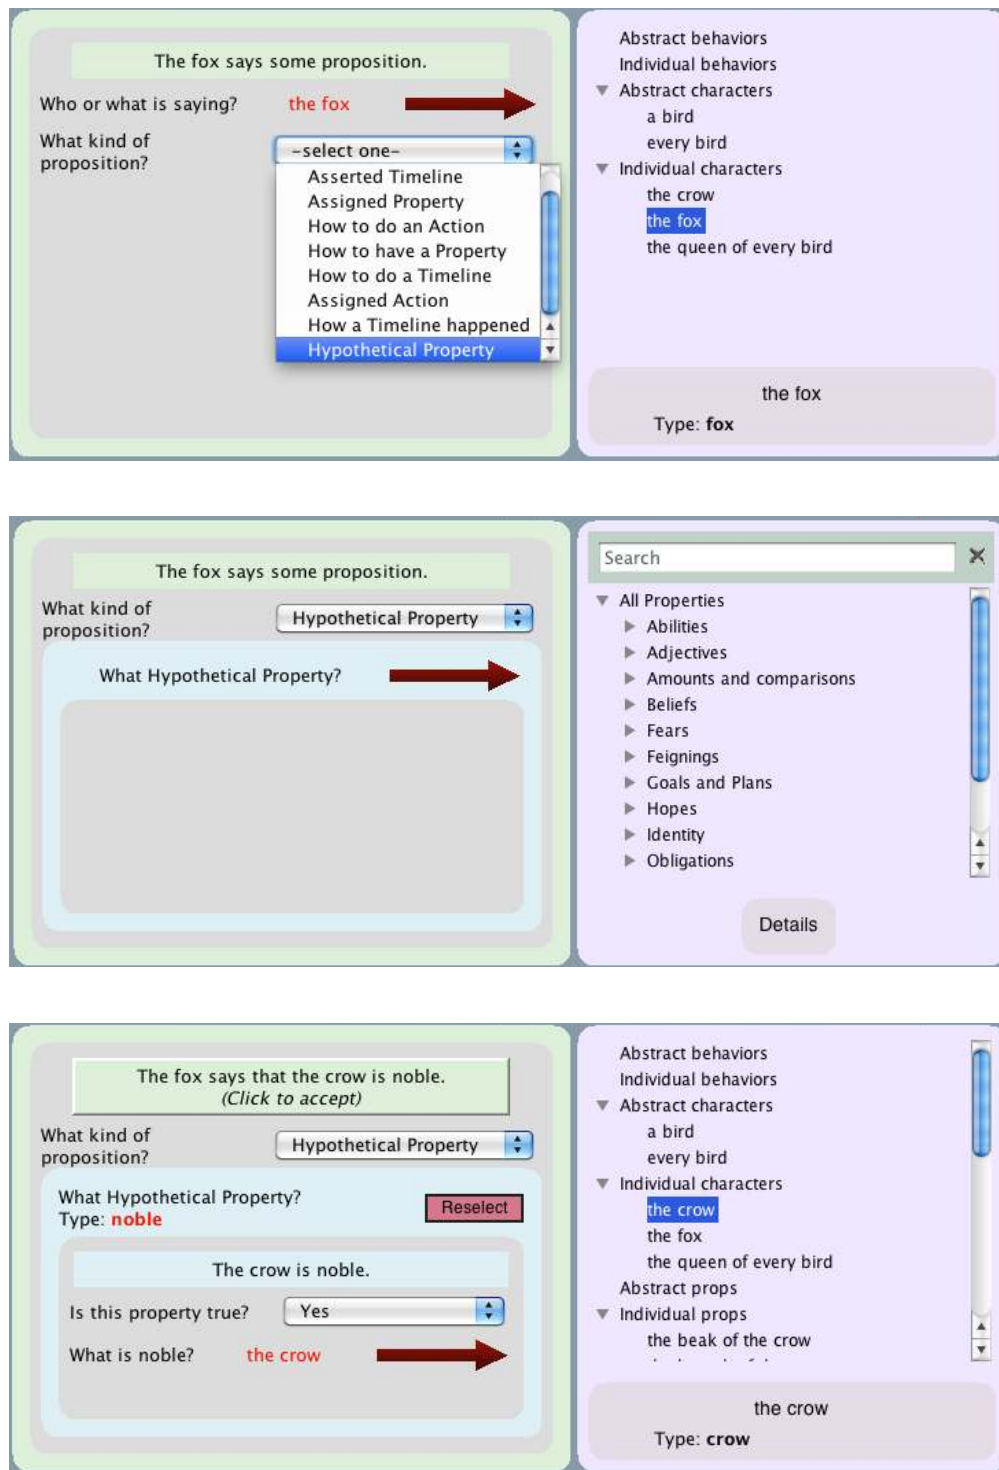 The fox says some proposition.
Who or what is saying? the fox
What kind of
proposition?
-select one-
Asserted Timeline
Assigned Property
How to do an Action
How to have a Property
How to do a Timeline
Assigned Action
How a Timeline happened
Hypothetical Property
Abstract behaviors
Individual behaviors
Abstract characters
a bird
every bird
Individual characters
the crow
the fox
the queen of every bird
the fox
Type: fox
The fox says some proposition.
What kind of
proposition?
Hypothetical Property
What Hypothetical Property?
Search
All Properties
Abilities
Adjectives
Amounts and comparisons
Beliefs
Fears
Feignings
Goals and Plans
Hopes
Identity
Obligations
Details
The fox says that the crow is noble.
(Click to accept)
What kind of
proposition?
Hypothetical Property
What Hypothetical Property?
Type: noble
Reselect
The crow is noble.
Is this property true? Yes
What is noble? the crow
Abstract behaviors
Individual behaviors
Abstract characters
a bird
every bird
Individual characters
the crow
the fox
the queen of every bird
Abstract props
Individual props
the beak of the crow
the crow
Type: crow